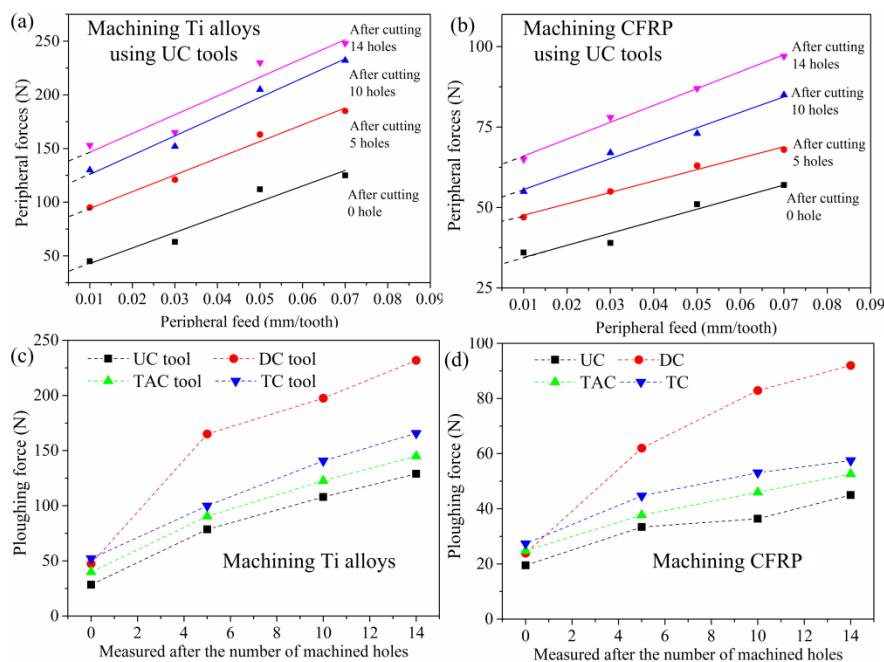 (a)
Machining Ti alloys
using UC tools
After cutting
14 holes
After cutting
10 holes
After cutting
5 holes
After cutting
0 hole
Peripheral forces (N)
250
200
150
100
50
0.01 0.02 0.03 0.04 0.05 0.06 0.07 0.08 0.09
Peripheral feed (mm/tooth)
(b)
Machining CFRP
using UC tools
After cutting
14 holes
After cutting
10 holes
After cutting
5 holes
After cutting
0 hole
Peripheral forces (N)
100
75
50
25
0.01 0.02 0.03 0.04 0.05 0.06 0.07 0.08 0.09
Peripheral feed (mm/tooth)
(c)
UC tool DC tool
TAC tool TC tool
Ploughing force (N)
250
200
150
100
50
0
Machining Ti alloys
0 2 4 6 8 10 12 14
Measured after the number of machined holes
(d)
UC DC
TAC TC
Ploughing force (N)
100
80
60
40
20
0
Machining CFRP
0 2 4 6 8 10 12 14
Measured after the number of machined holes